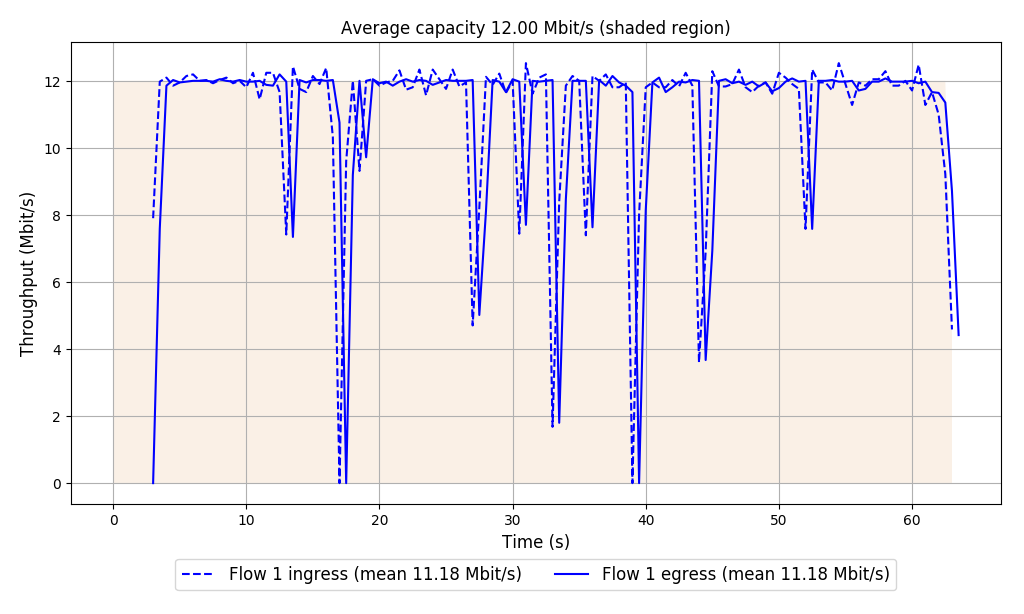 Average capacity 12.00 Mbit/s (shaded region)
Throughput (Mbit/s)
12
10
8
6
4
2
0
0 10 20 30 40 50 60
Time (s)
Flow 1 ingress (mean 11.18 Mbit/s) Flow 1 egress (mean 11.18 Mbit/s)